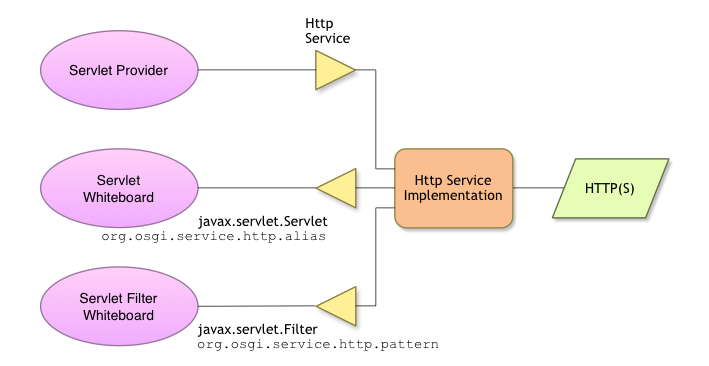 Http
Service
Servlet Provider
Servlet
Whiteboard
javax.servlet.Servlet
org.osgi.service.http.alias
Http Service
Implementation
HTTP(S)
Servlet Filter
Whiteboard
javax.servlet.Filter
org.osgi.service.http.pattern